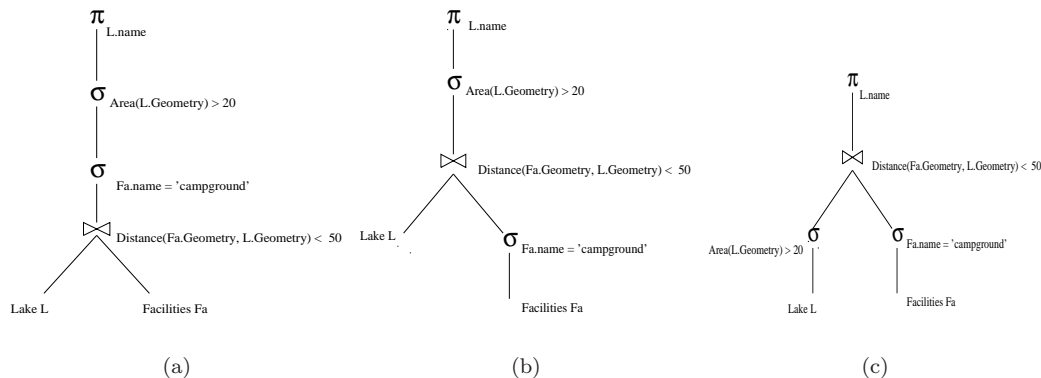 π
L.name
σ
Area(L.Geometry) > 20
σ
Fa.name = ’campground’
⋈
Distance(Fa.Geometry, L.Geometry) < 50
Lake L
Facilities Fa
(a)
π
L.name
σ
Area(L.Geometry) > 20
⋈
Distance(Fa.Geometry, L.Geometry) < 50
Lake L
σ
Fa.name = ’campground’
Facilities Fa
(b)
π
L.name
⋈
Distance(Fa.Geometry, L.Geometry) < 50
σ
Area(L.Geometry) > 20
σ
Fa.name = ’campground’
Lake L
Facilities Fa
(c)